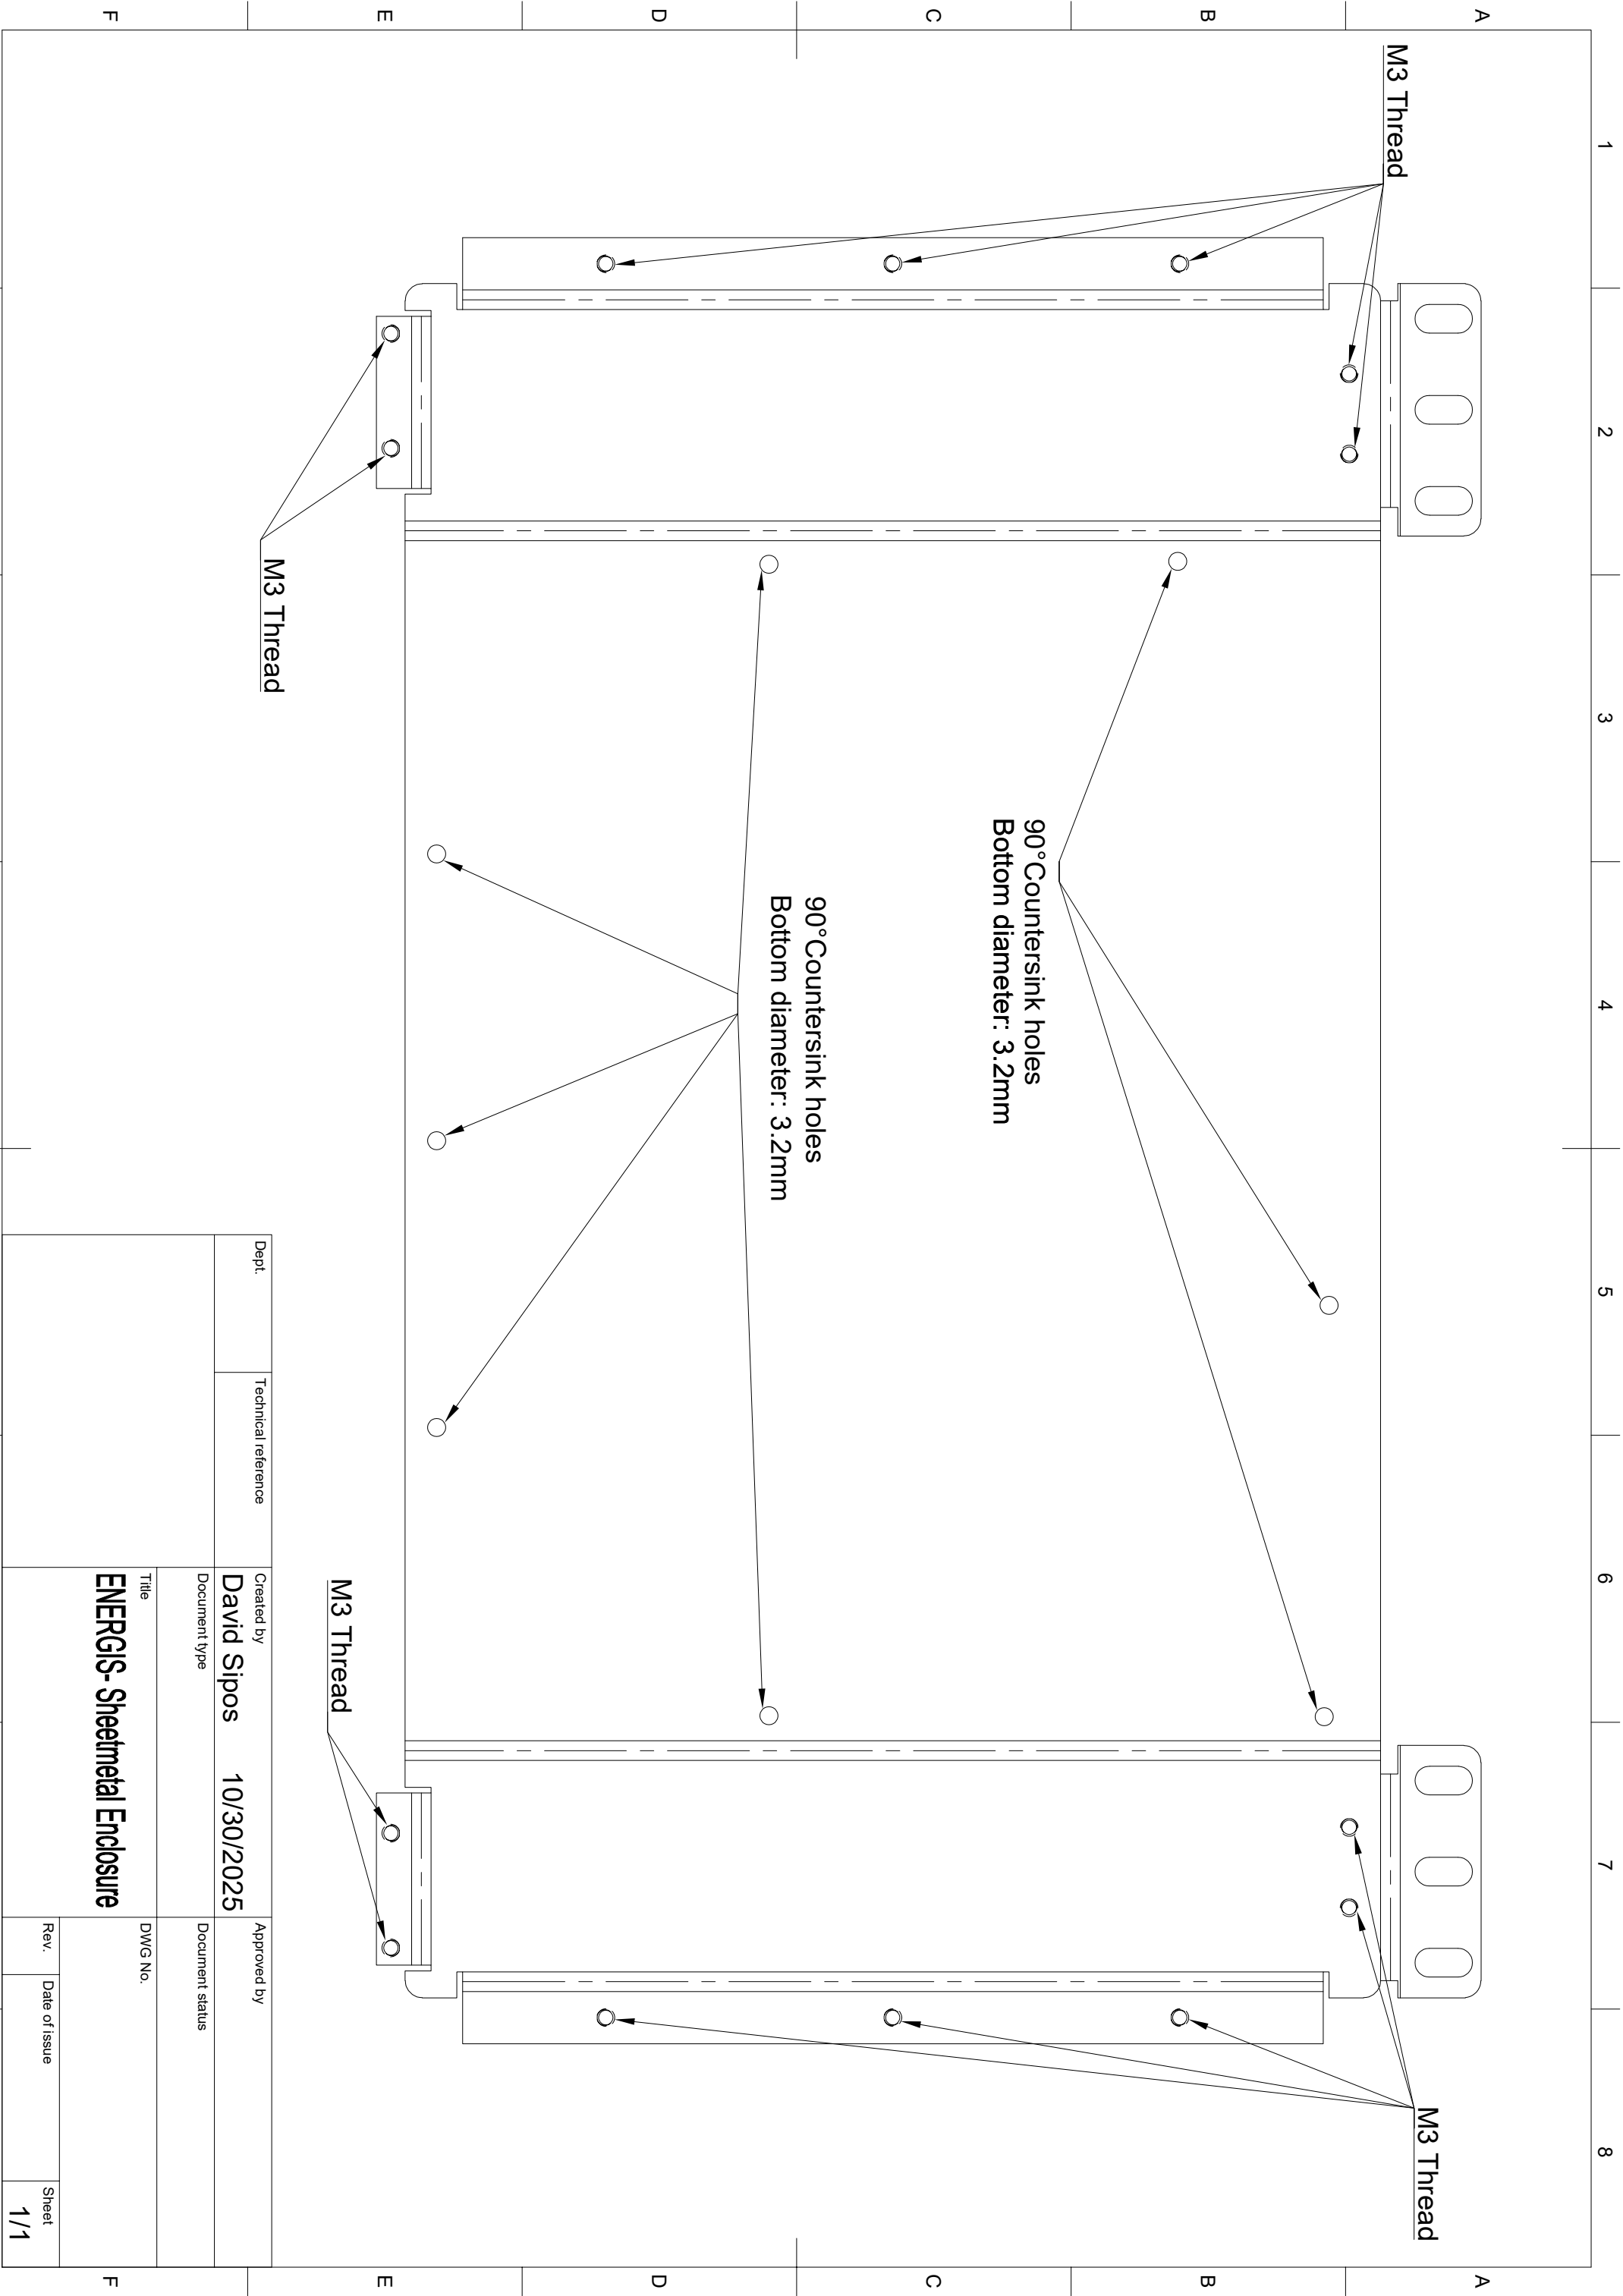 1
2
3
4
5
6
7
8
A
A
B
B
C
C
D
D
E
E
F
F
M3 Thread
M3 Thread
90°Countersink holes
Bottom diameter: 3.2mm
90°Countersink holes
Bottom diameter: 3.2mm
M3 Thread
M3 Thread
Dept.
Technical reference
Created by
David Sipos 10/30/2025
Approved by
Document type
Document status
Title
ENERGIS- Sheetmetal Enclosure
DWG No.
Rev.
Date of issue
Sheet
1/1